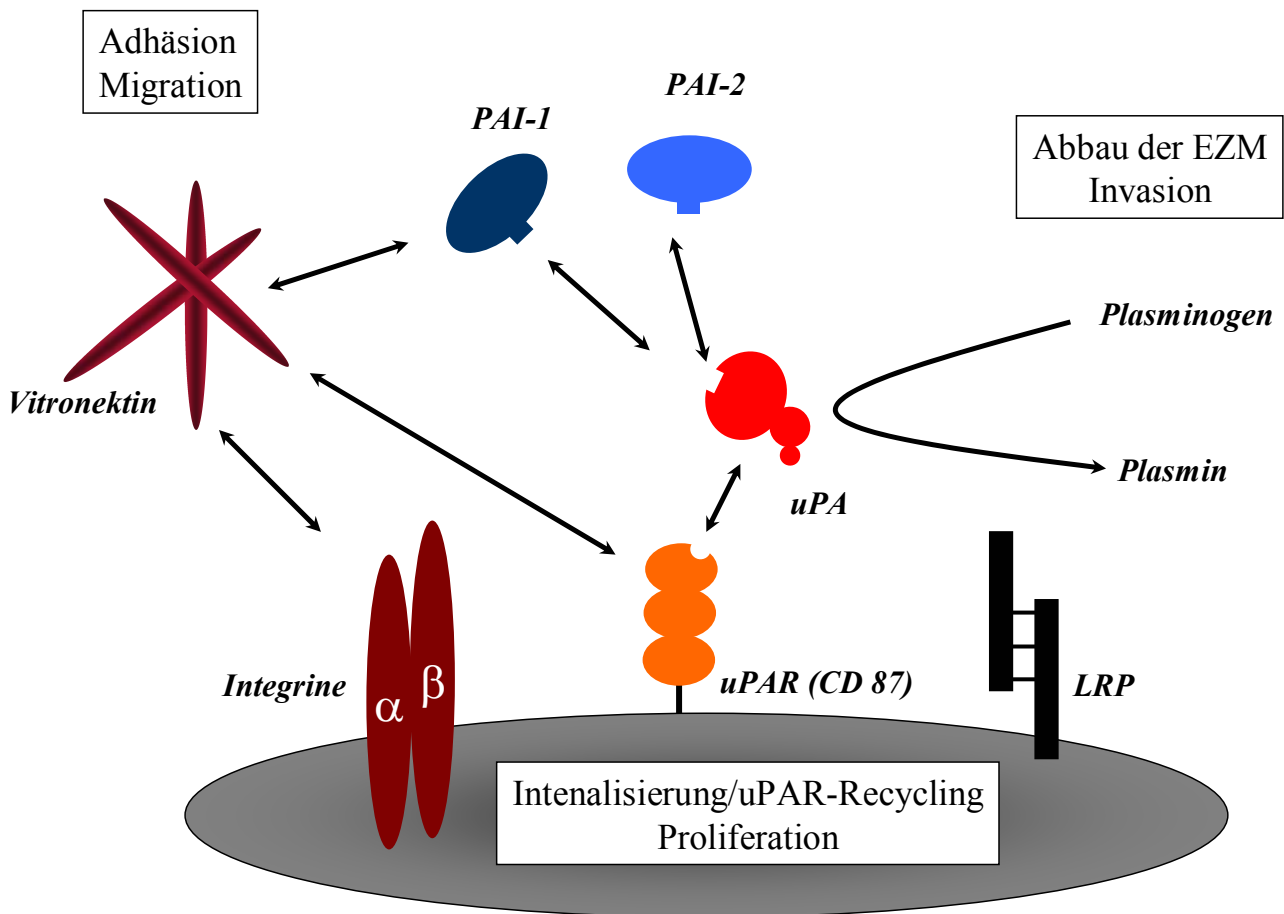 Adhäsion
Migration
PAI-1
PAI-2
Abbau der EZM
Invasion
Plasminogen
Vitronektin
Plasmin
uPA
Integrine
α
β
uPAR (CD 87)
LRP
Intenalisierung/uPAR-Recycling
Proliferation